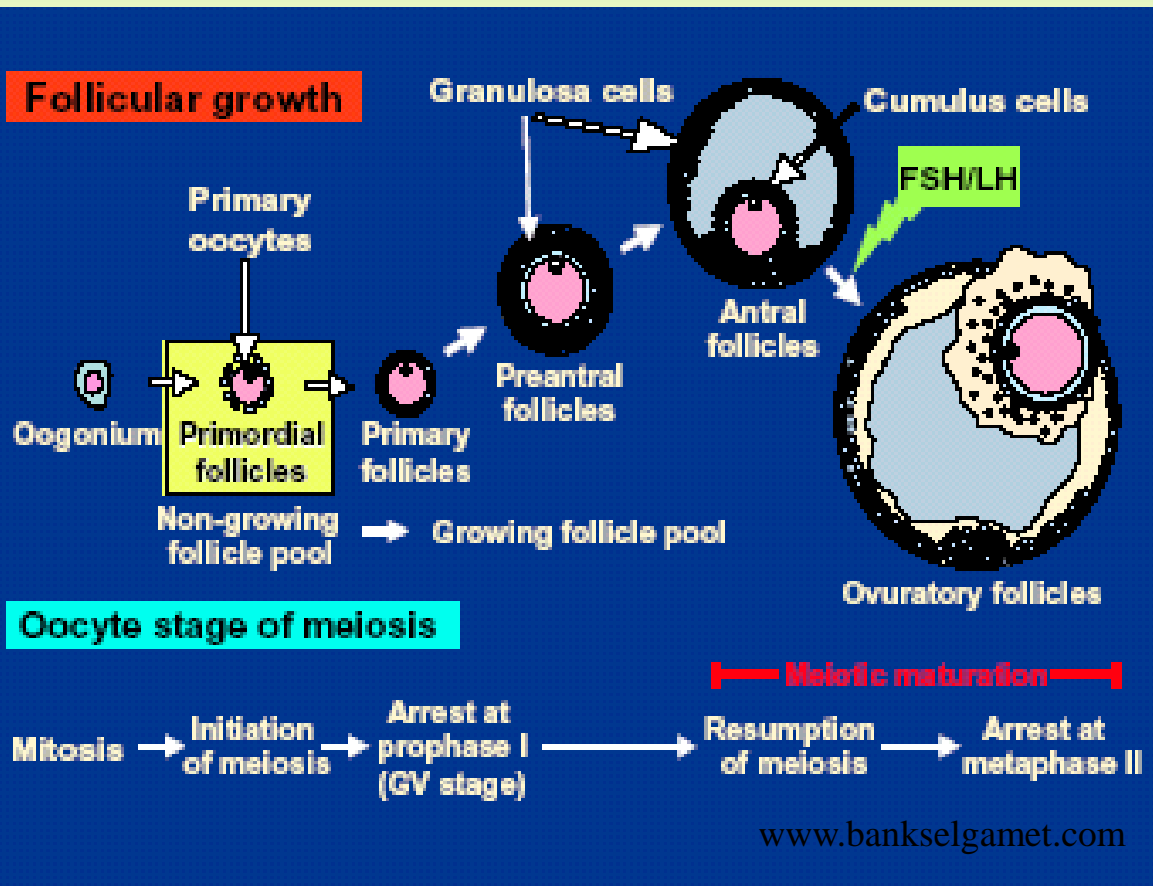 Follicular growth
Granulosa cells
Cumulus cells
FSH/LH
Primary
oocytes
Antral
follicles
Preantral
follicles
Oogonium
Primordial
follicles
Primary
follicles
Non-growing
follicle pool
Growing follicle pool
Ovuratory follicles
Oocyte stage of meiosis
Meiotic maturation
Mitosis
Initiation
of meiosis
Arrest at
prophase I
(GV stage)
Resumption
of meiosis
Arrest at
metaphase II
www.bankselgamet.com